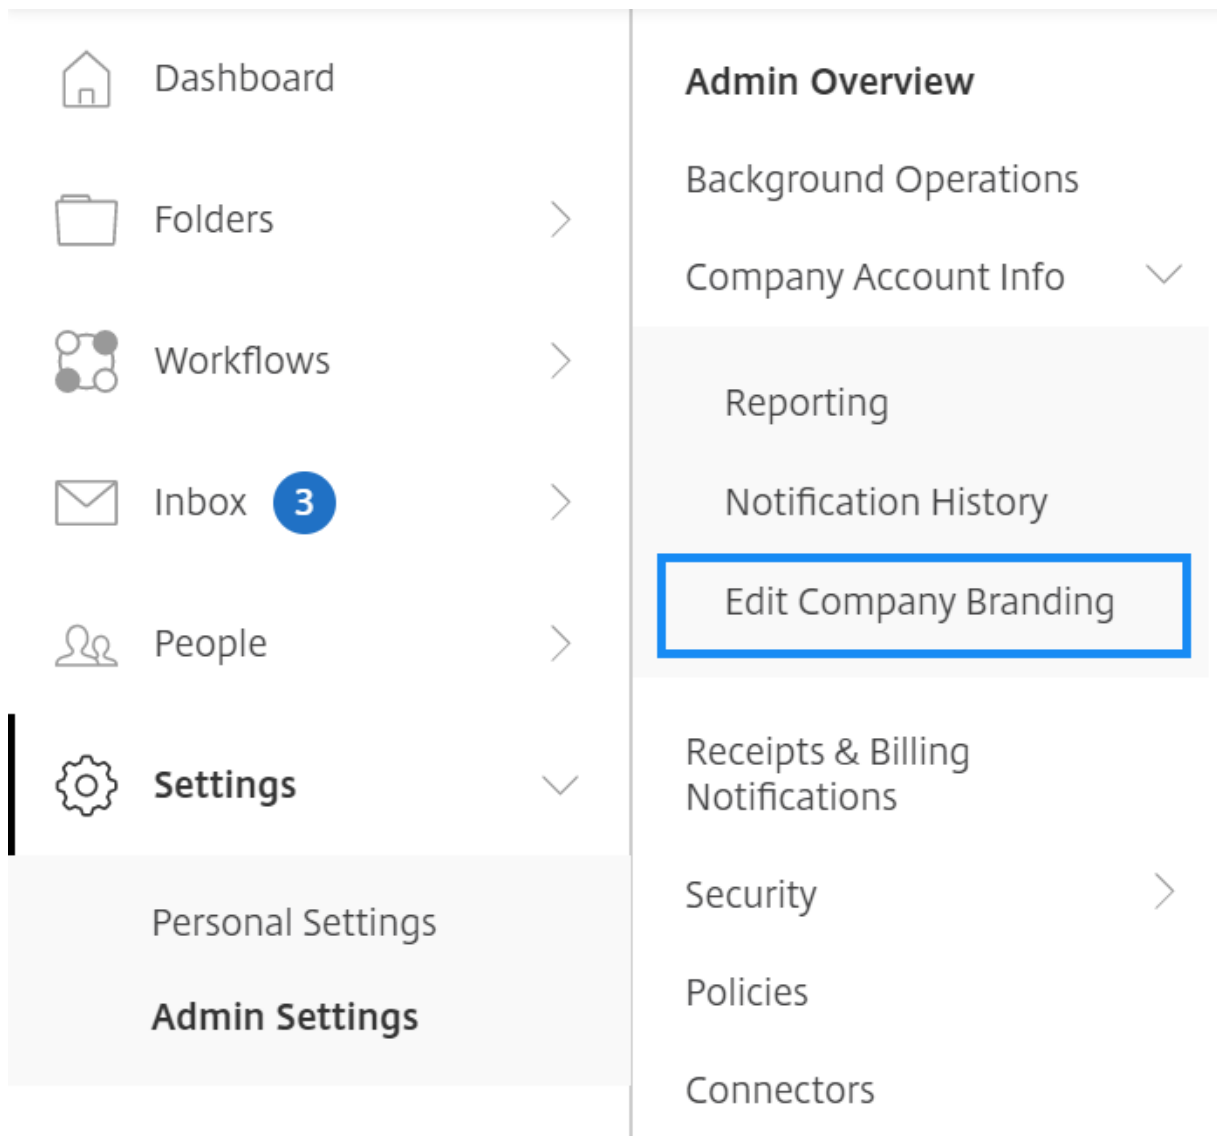 Dashboard
Folders
Workflows
Inbox 3
People
Settings
Personal Settings
Admin Settings
Admin Overview
Background Operations
Company Account Info
Reporting
Notification History
Edit Company Branding
Receipts & Billing
Notifications
Security
Policies
Connectors